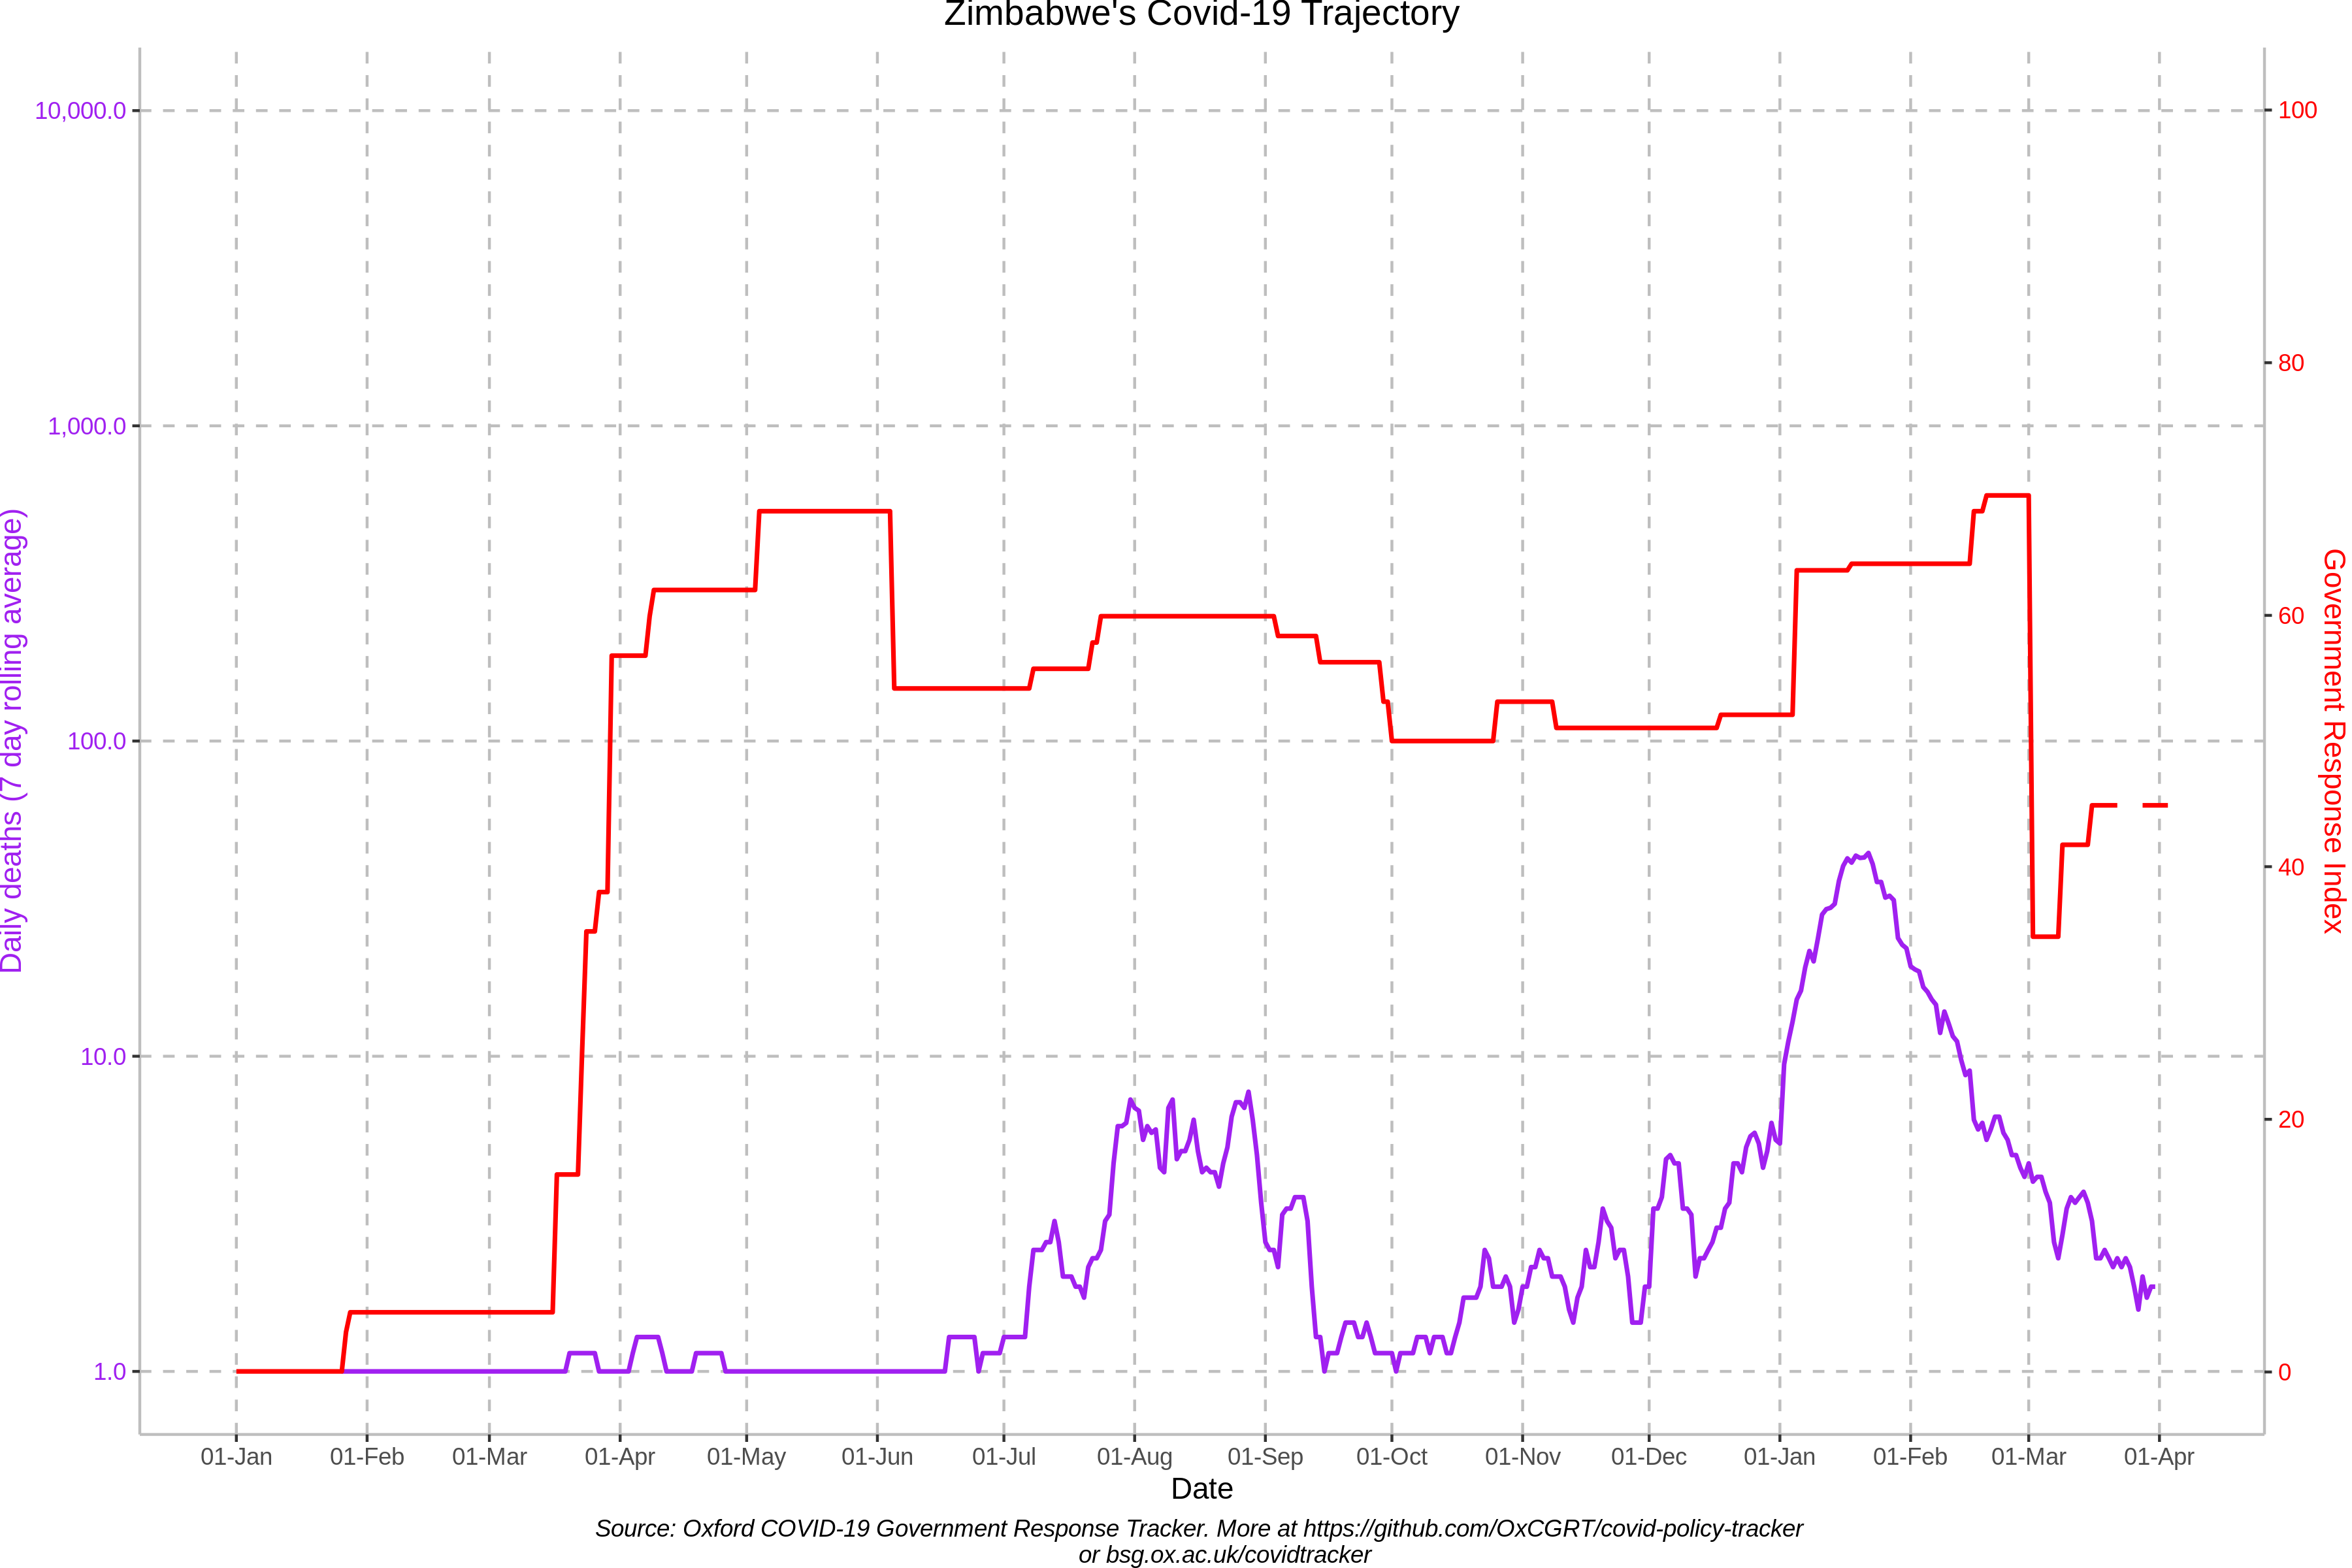 Zimbabwe's Covid-19 Trajectory
10,000.0
1,000.0
100.0
10.0
1.0
Daily deaths (7 day rolling average)
100
80
60
40
20
0
Government Response Index
01-Jan 01-Feb 01-Mar 01-Apr 01-May 01-Jun 01-Jul 01-Aug 01-Sep 01-Oct 01-Nov 01-Dec 01-Jan 01-Feb 01-Mar 01-Apr
Date
Source: Oxford COVID-19 Government Response Tracker. More at https://github.com/OxCGRT/covid-policy-tracker
or bsg.ox.ac.uk/covidtracker